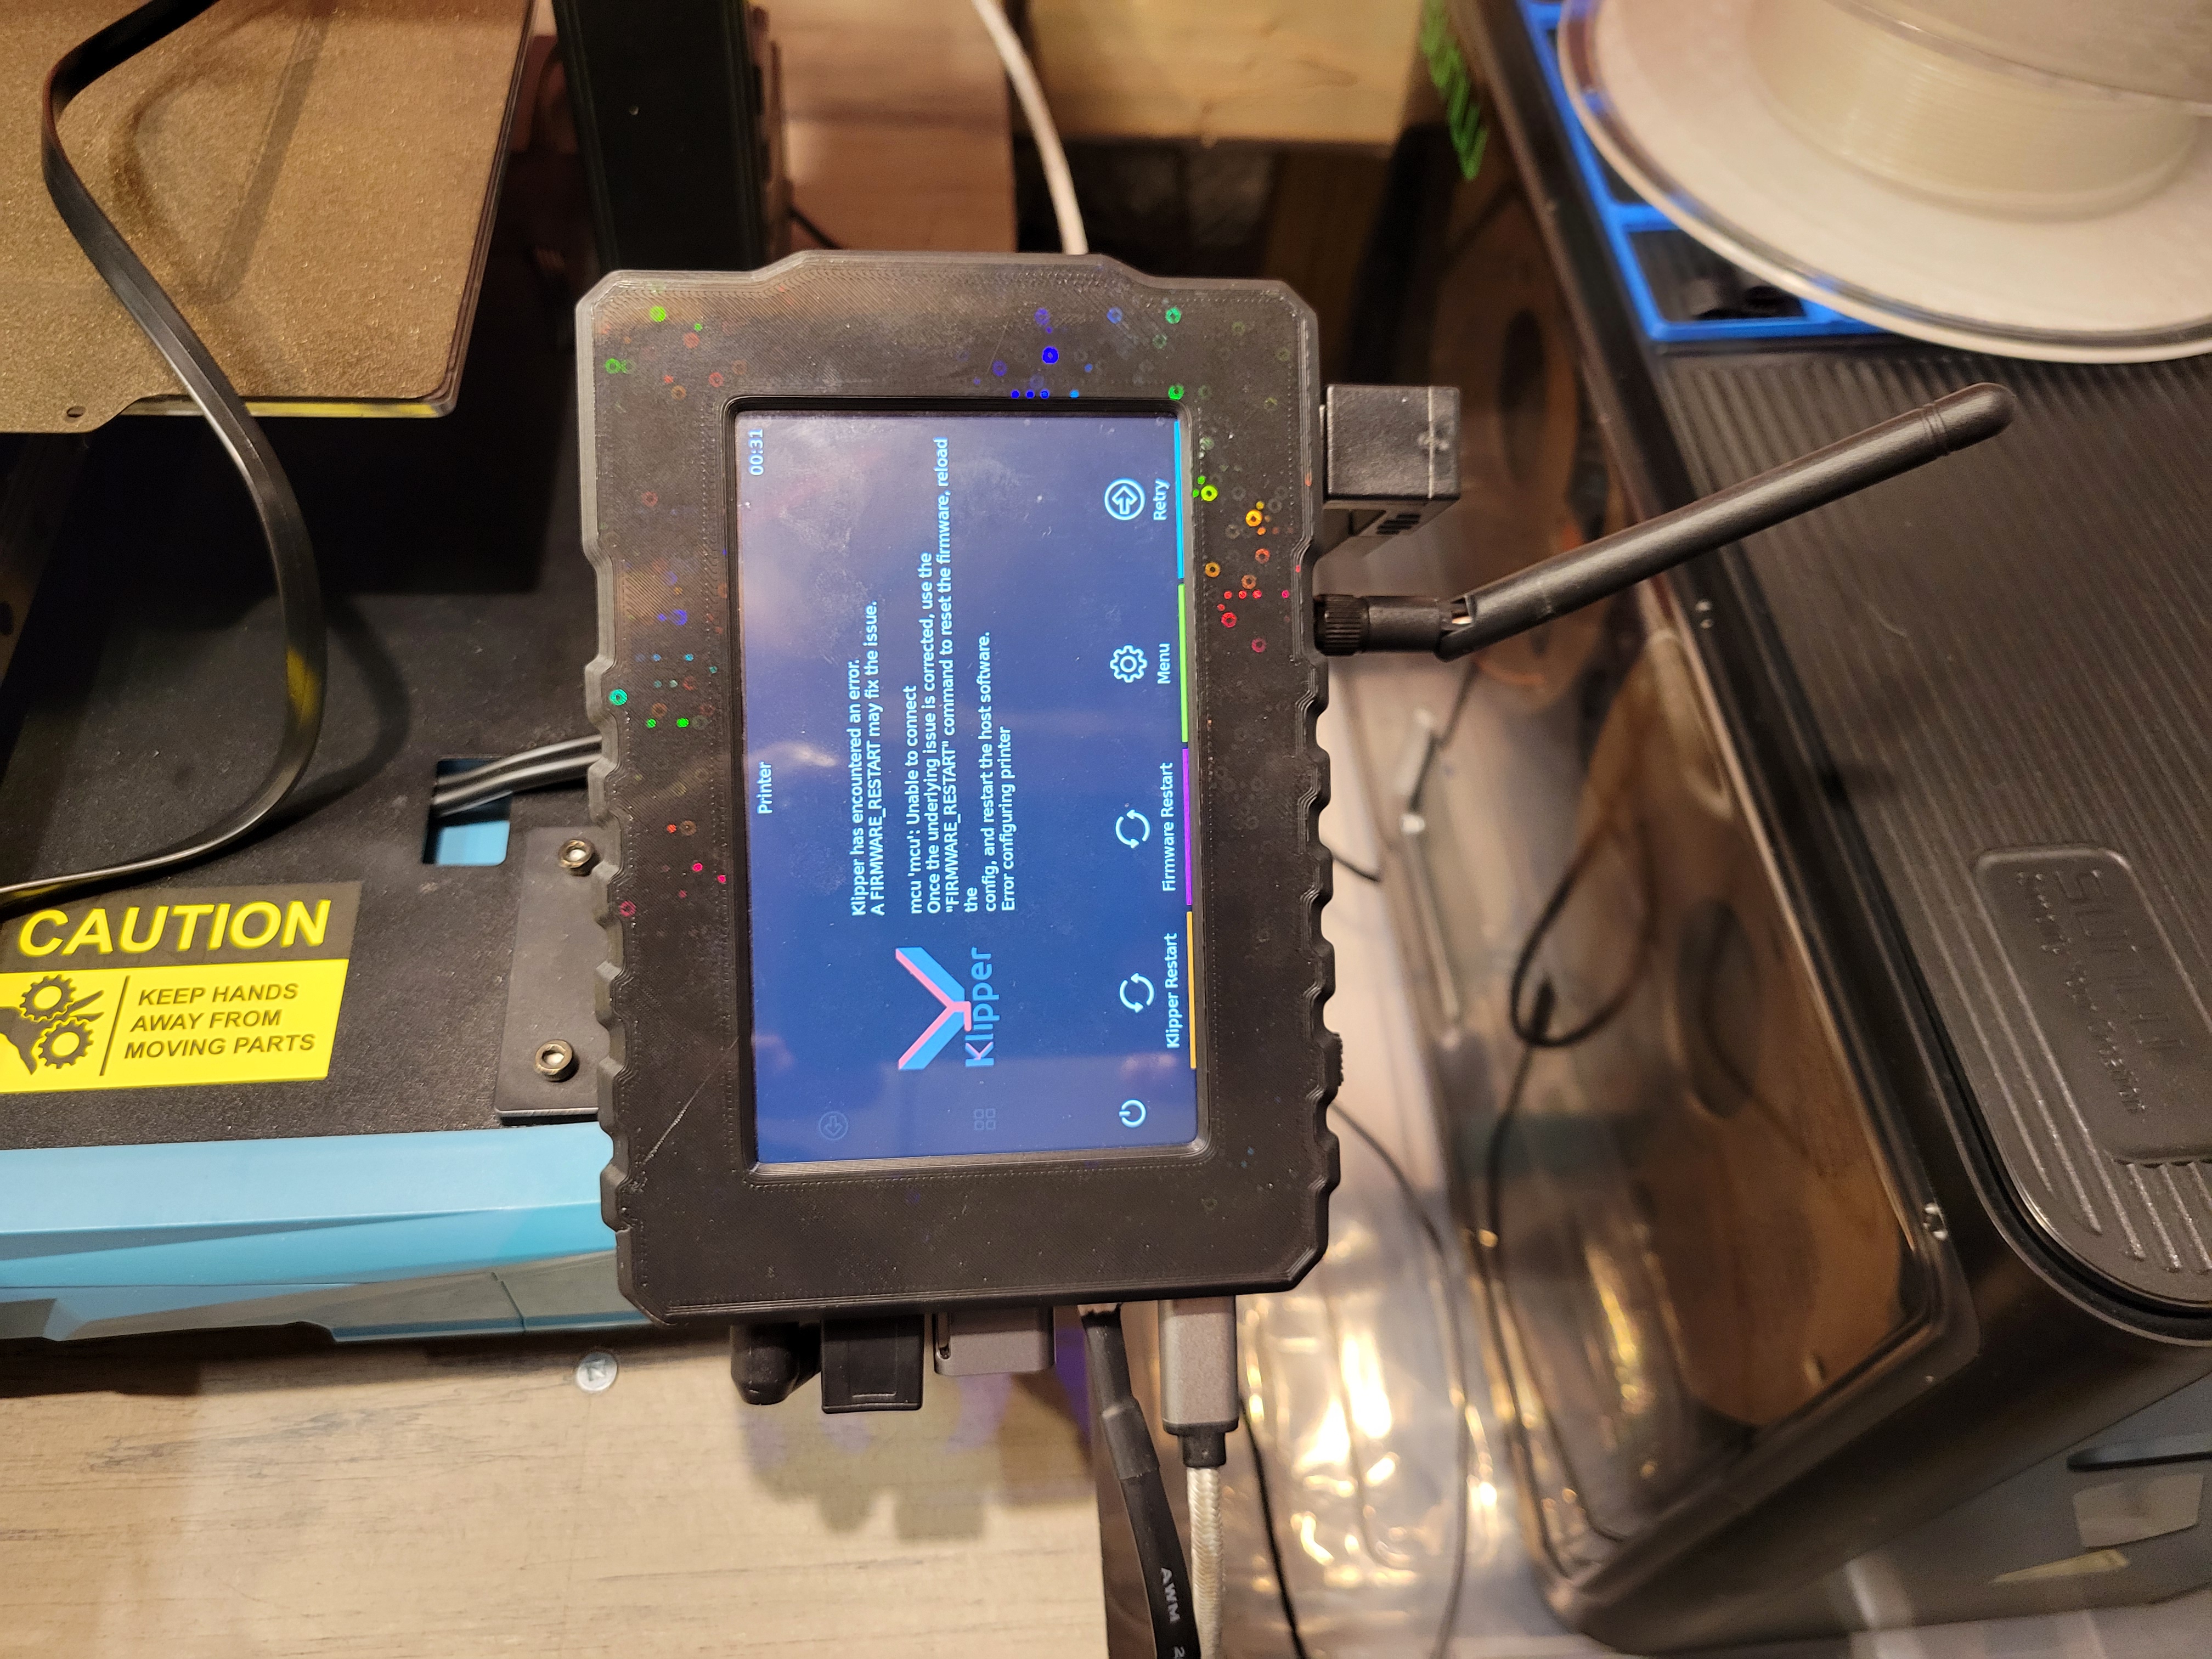 Printer
00:31
Klipper has encountered an error.
A FIRMWARE_RESTART may fix the issue.
mcu 'mcu': Unable to connect
Once the underlying issue is corrected, use the
"FIRMWARE_RESTART" command to reset the firmware, reload
the
config, and restart the host software.
Error configuring printer
Klipper
Klipper Restart
Firmware Restart
Menu
Retry
CAUTION
KEEP HANDS
AWAY FROM
MOVING PARTS
AWM 2
SUNLU